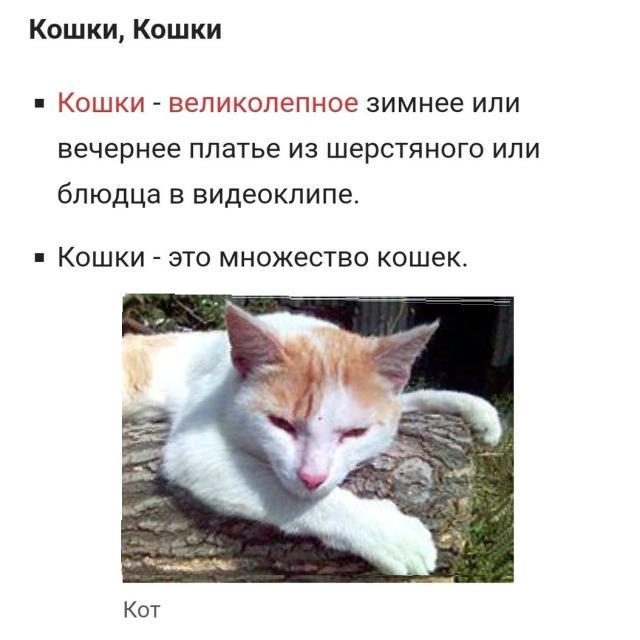 Кошки, Кошки
Кошки - великолепное зимнее или
вечернее платье из шерстяного или
блюдца в видеоклипе.
Кошки - это множество кошек.
Кот